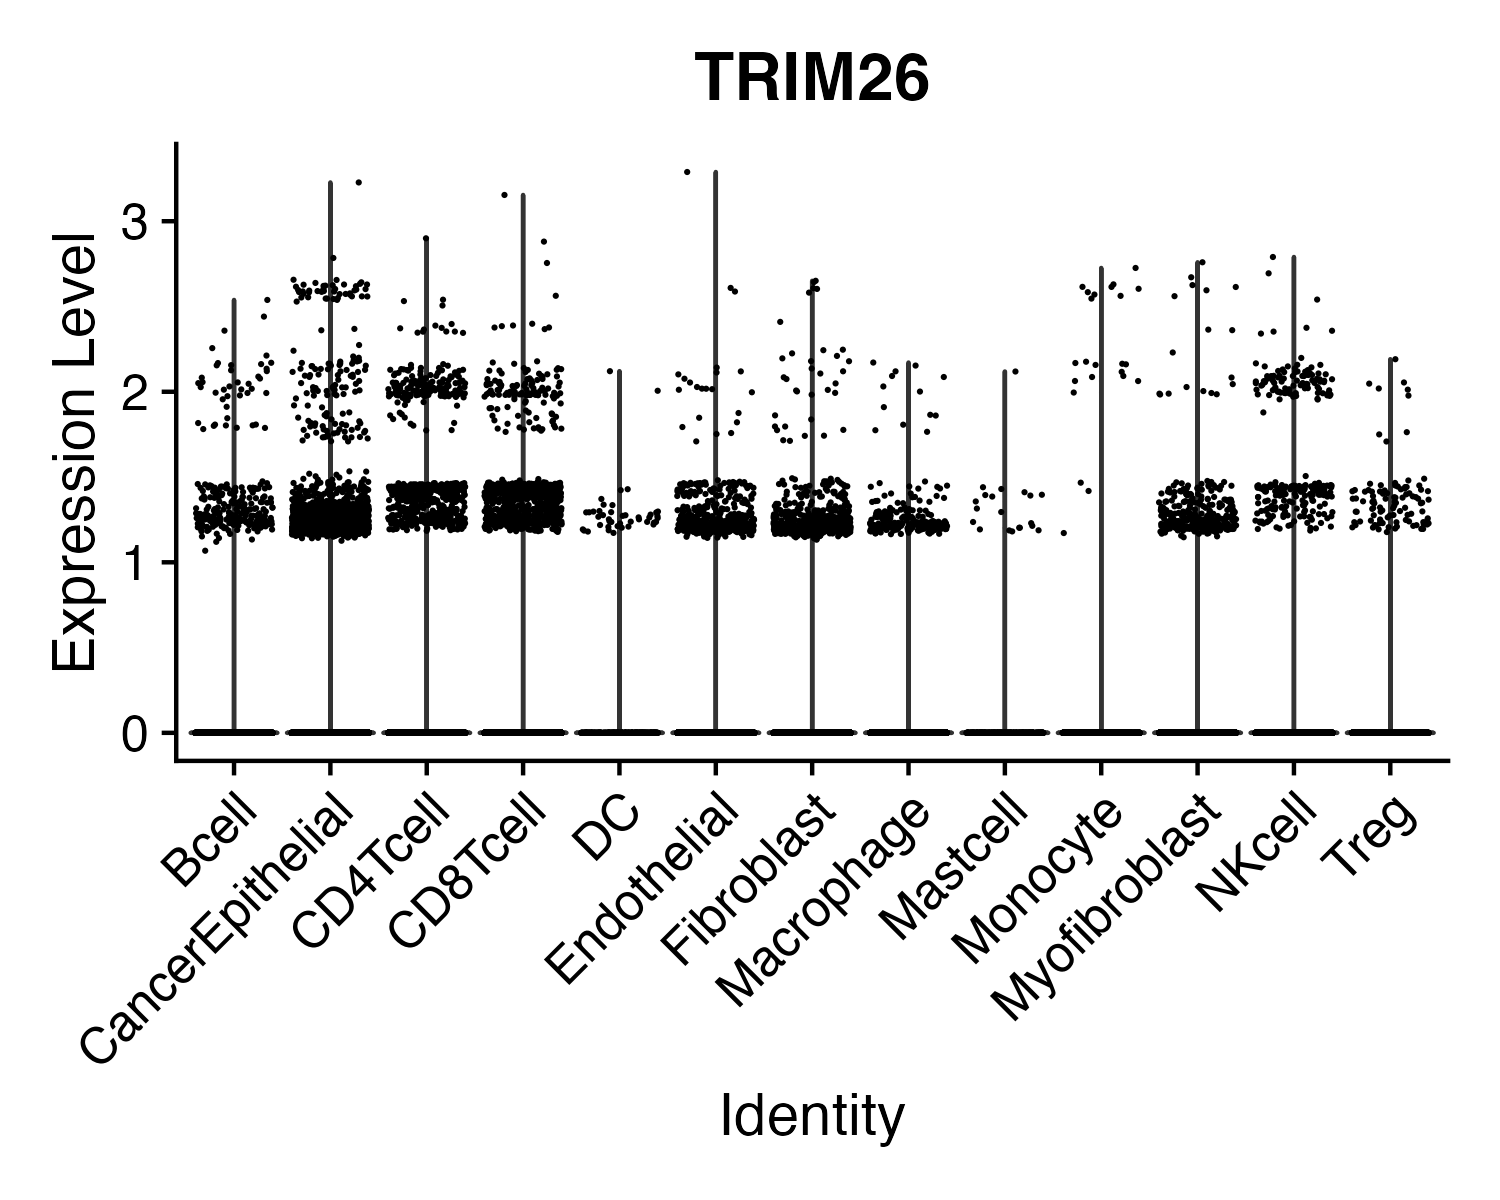 TRIM26
Expression Level
3
2
1
0
Bcell
CancerEpithelial
CD4Tcell
CD8Tcell
DC
Endothelial
Fibroblast
Macrophage
Mastcell
Monocyte
Myofibroblast
NKcell
Treg
Identity